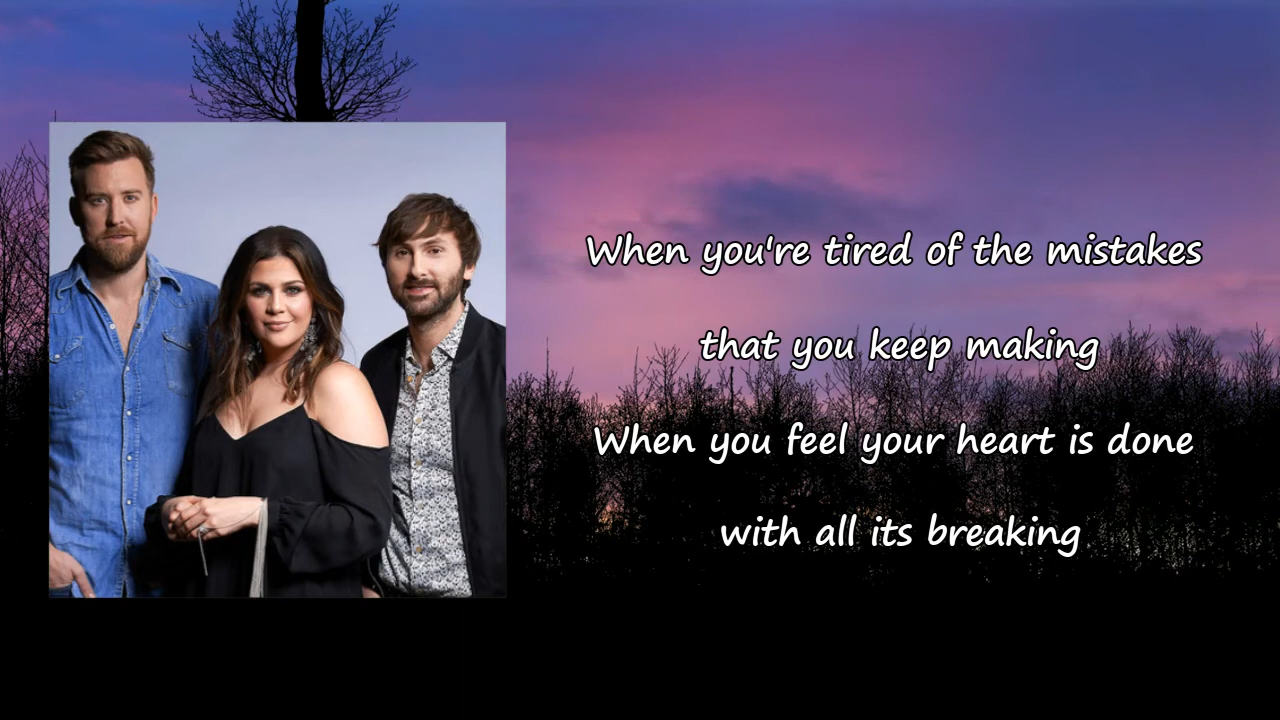 When you're tired of the mistakes
that you keep making
When you feel your heart is done
with all its breaking